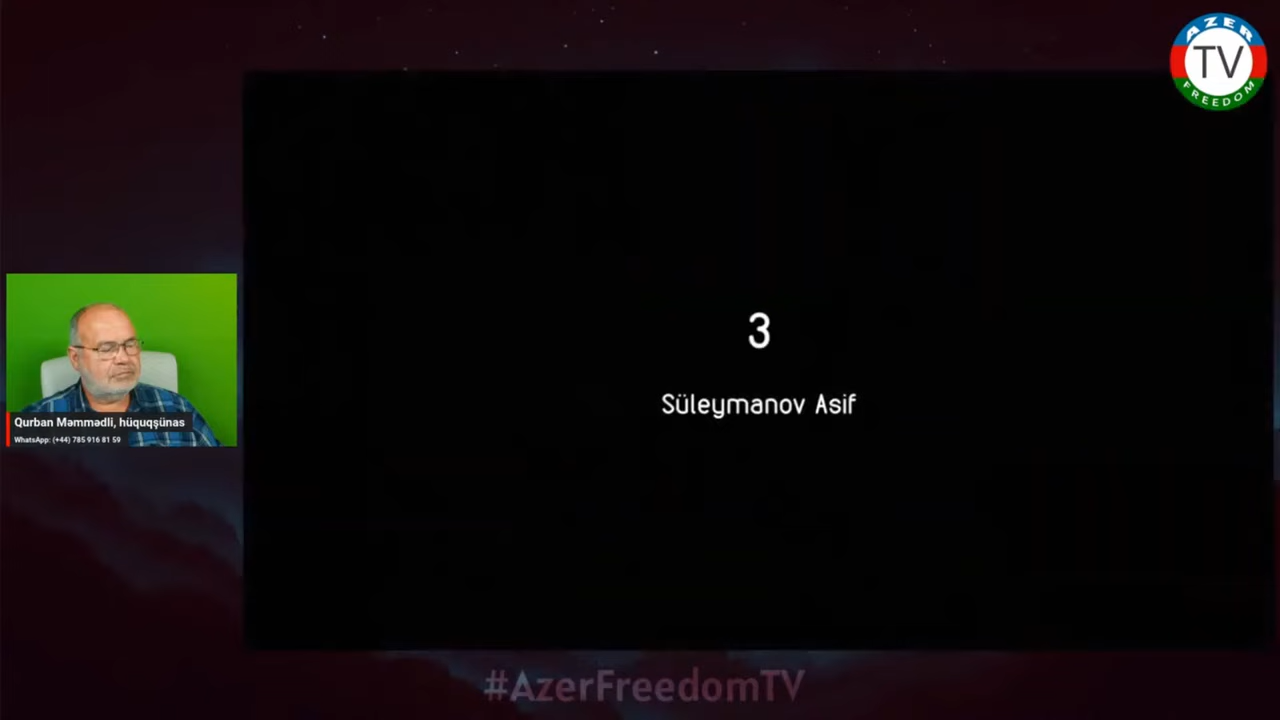 AZER
TV
FREEDOM
3
Süleymanov Asif
Qurban Məmmədli, hüquqşünas
WhatsApp: (+44) 785 916 81 59
#AzerFreedomTV